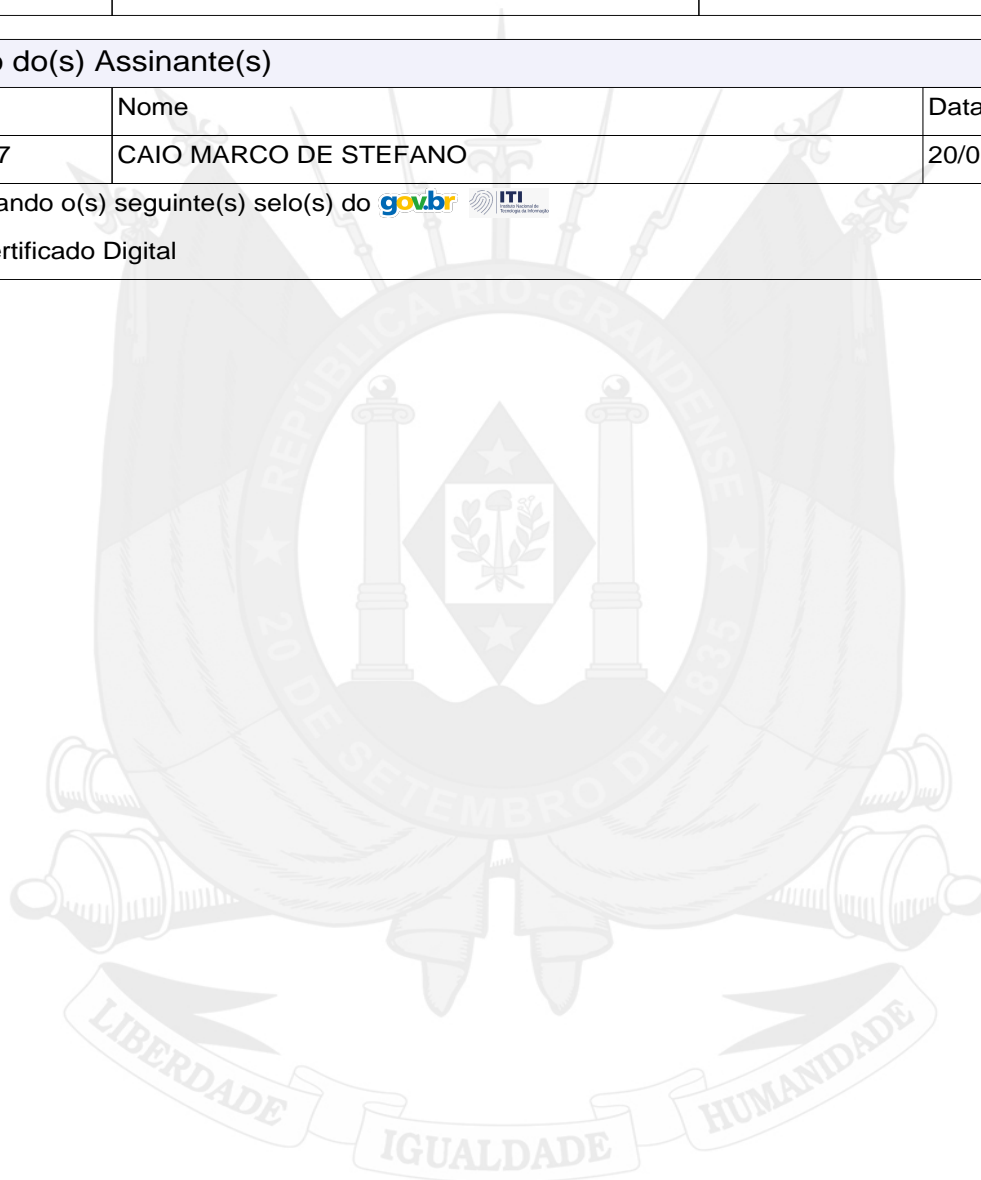 o do(s) Assinante(s)
Nome Data
7 CAIO MARCO DE STEFANO 20/0
ando o(s) seguinte(s) selo(s) do gov.br ITI
rtificado Digital
REPÚBLICA RIO-GRANDENSE
20 DE SETEMBRO DE 1835
LIBERDADE IGUALDADE HUMANIDADE